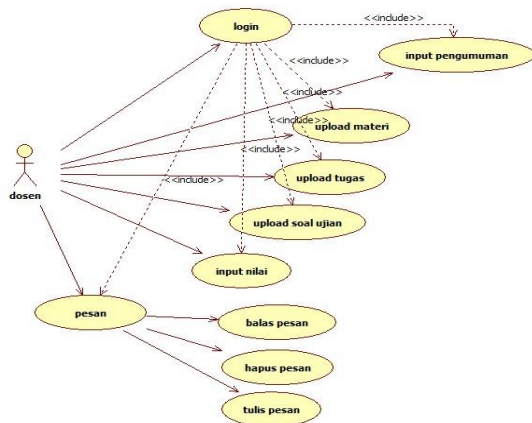 login
<<include>>
<<include>>
input pengumuman
<<include>>
<<include>>
upload materi
dosen
<<include>>
upload tugas
upload soal ujian
input nilai
pesan
balas pesan
hapus pesan
tulis pesan